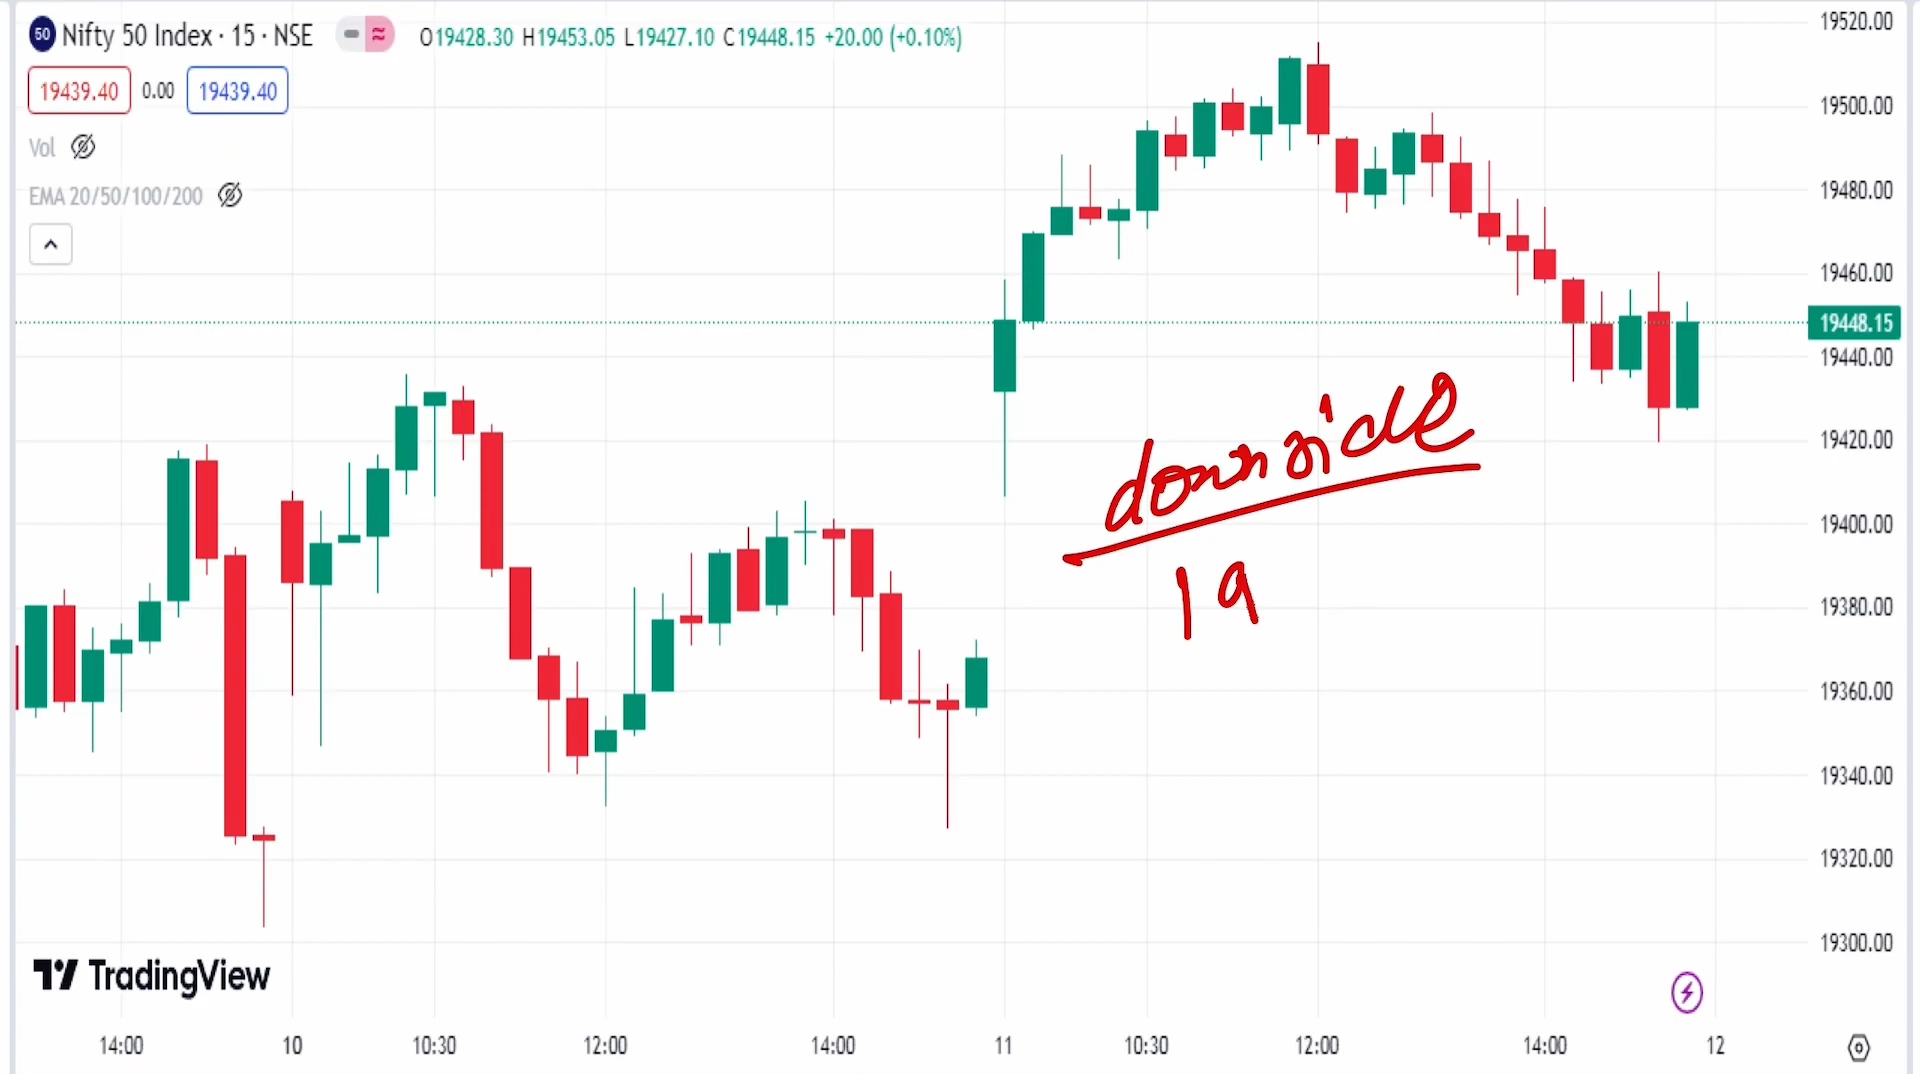 50 Nifty 50 Index · 15 · NSE O19428.30 H19453.05 L19427.10 C19448.15 +20.00 (+0.10%)
19439.40 0.00 19439.40
Vol
EMA 20/50/100/200
19520.00
19500.00
19480.00
19460.00
19448.15
19440.00
19420.00
19400.00
19380.00
19360.00
19340.00
19320.00
19300.00
downside
19
TradingView
14:00 10 10:30 12:00 14:00 11 10:30 12:00 14:00 12